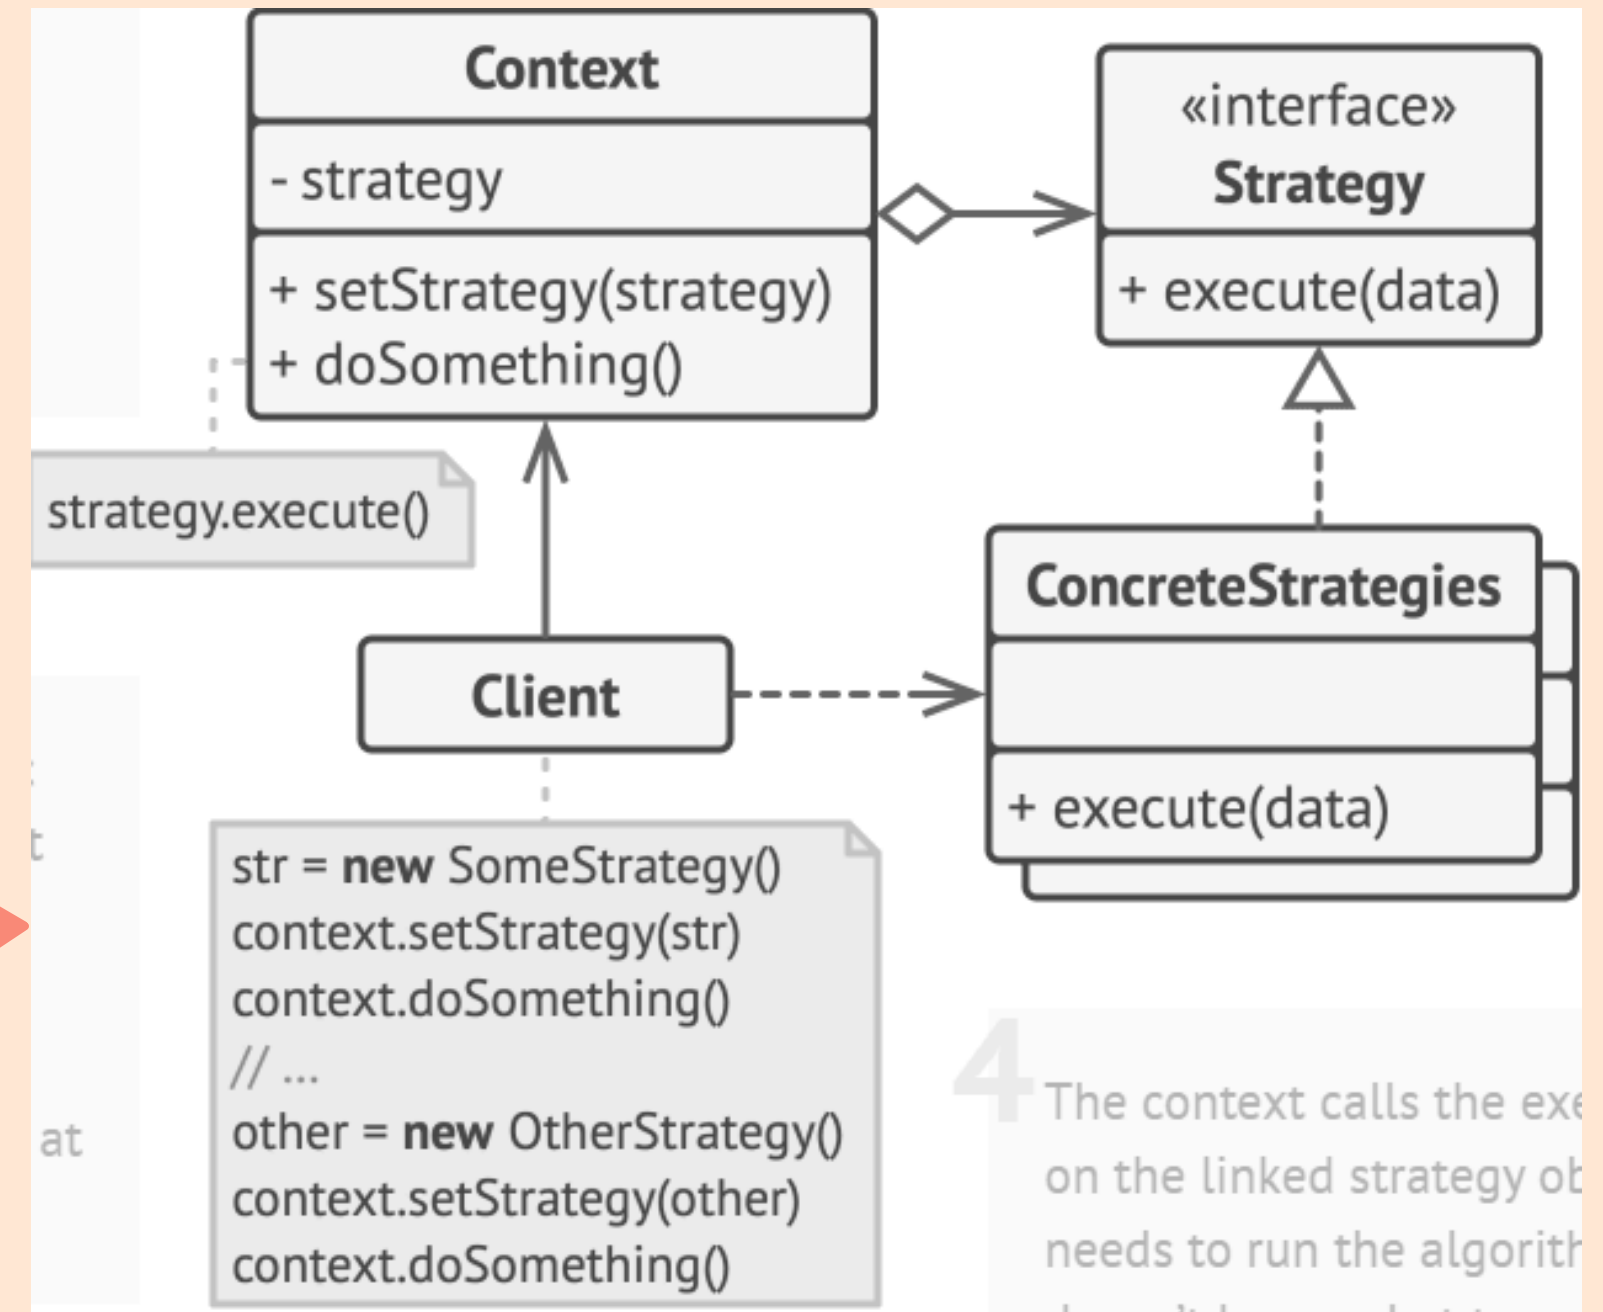 Context
- strategy
+ setStrategy(strategy)
+ doSomething()
«interface»
Strategy
+ execute(data)
strategy.execute()
Client
ConcreteStrategies
+ execute(data)
str = new SomeStrategy()
context.setStrategy(str)
context.doSomething()
// ...
other = new OtherStrategy()
context.setStrategy(other)
context.doSomething()
t
at
4
The context calls the exe
on the linked strategy ob
needs to run the algorith